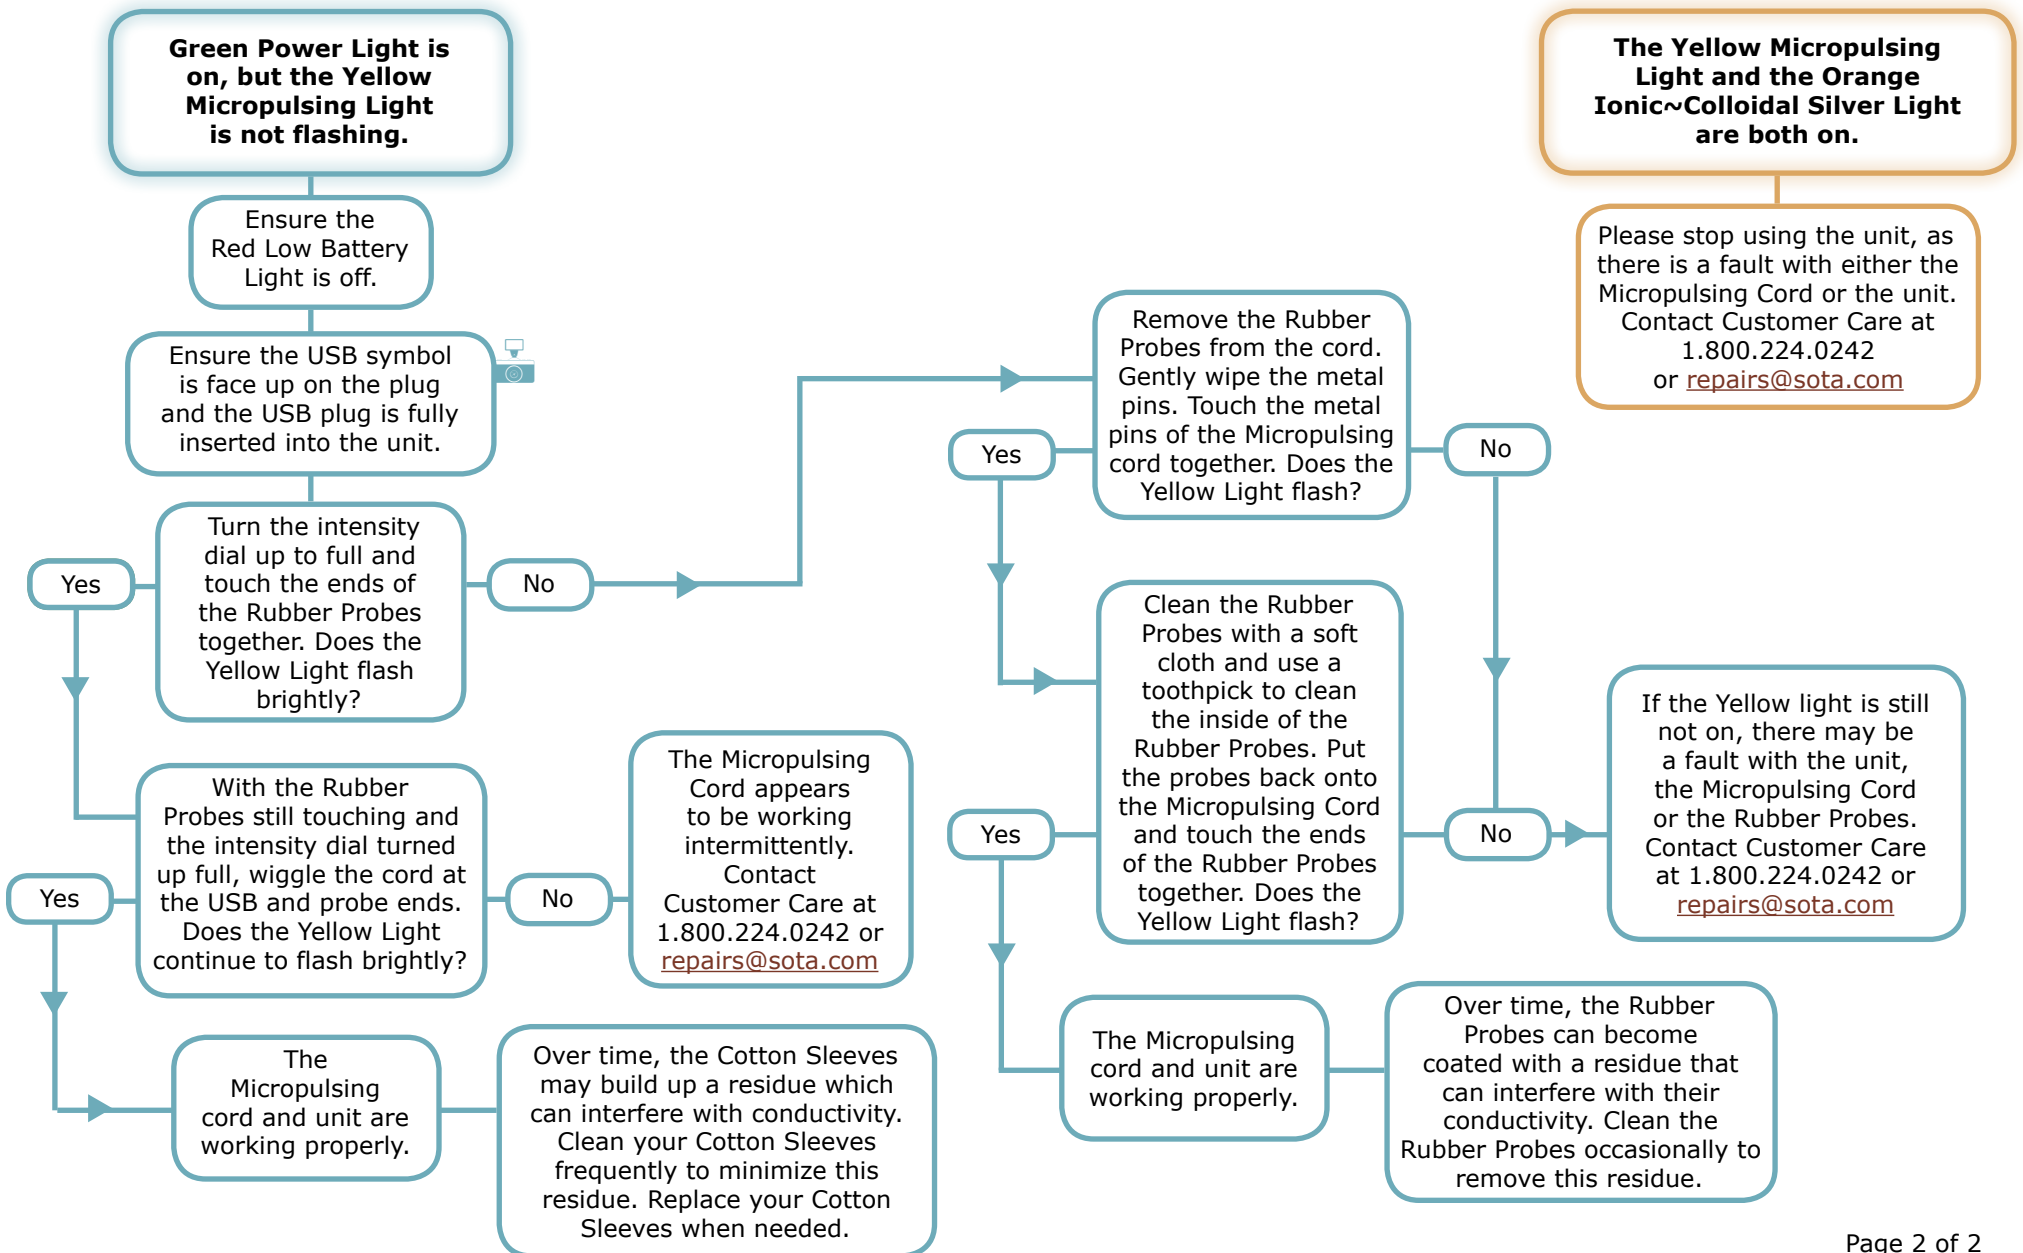 Green Power Light is
on, but the Yellow
Micropulsing Light
is not flashing.
Ensure the
Red Low Battery
Light is off.
Ensure the USB symbol
is face up on the plug
and the USB plug is fully
inserted into the unit.
Turn the intensity
dial up to full and
touch the ends of
the Rubber Probes
together. Does the
Yellow Light flash
brightly?
Yes
No
With the Rubber
Probes still touching and
the intensity dial turned
up full, wiggle the cord at
the USB and probe ends.
Does the Yellow Light
continue to flash brightly?
Yes
No
The Micropulsing
Cord appears
to be working
intermittently.
Contact
Customer Care at
1.800.224.0242 or
repairs@sota.com
The
Micropulsing
cord and unit are
working properly.
Over time, the Cotton Sleeves
may build up a residue which
can interfere with conductivity.
Clean your Cotton Sleeves
frequently to minimize this
residue. Replace your Cotton
Sleeves when needed.
Remove the Rubber
Probes from the cord.
Gently wipe the metal
pins. Touch the metal
pins of the Micropulsing
cord together. Does the
Yellow Light flash?
Yes
No
Clean the Rubber
Probes with a soft
cloth and use a
toothpick to clean
the inside of the
Rubber Probes. Put
the probes back onto
the Micropulsing Cord
and touch the ends
of the Rubber Probes
together. Does the
Yellow Light flash?
Yes
No
If the Yellow light is still
not on, there may be
a fault with the unit,
the Micropulsing Cord
or the Rubber Probes.
Contact Customer Care
at 1.800.224.0242 or
repairs@sota.com
The Micropulsing
cord and unit are
working properly.
Over time, the Rubber
Probes can become
coated with a residue that
can interfere with their
conductivity. Clean the
Rubber Probes occasionally to
remove this residue.
The Yellow Micropulsing
Light and the Orange
Ionic~Colloidal Silver Light
are both on.
Please stop using the unit, as
there is a fault with either the
Micropulsing Cord or the unit.
Contact Customer Care at
1.800.224.0242
or repairs@sota.com
Page 2 of 2